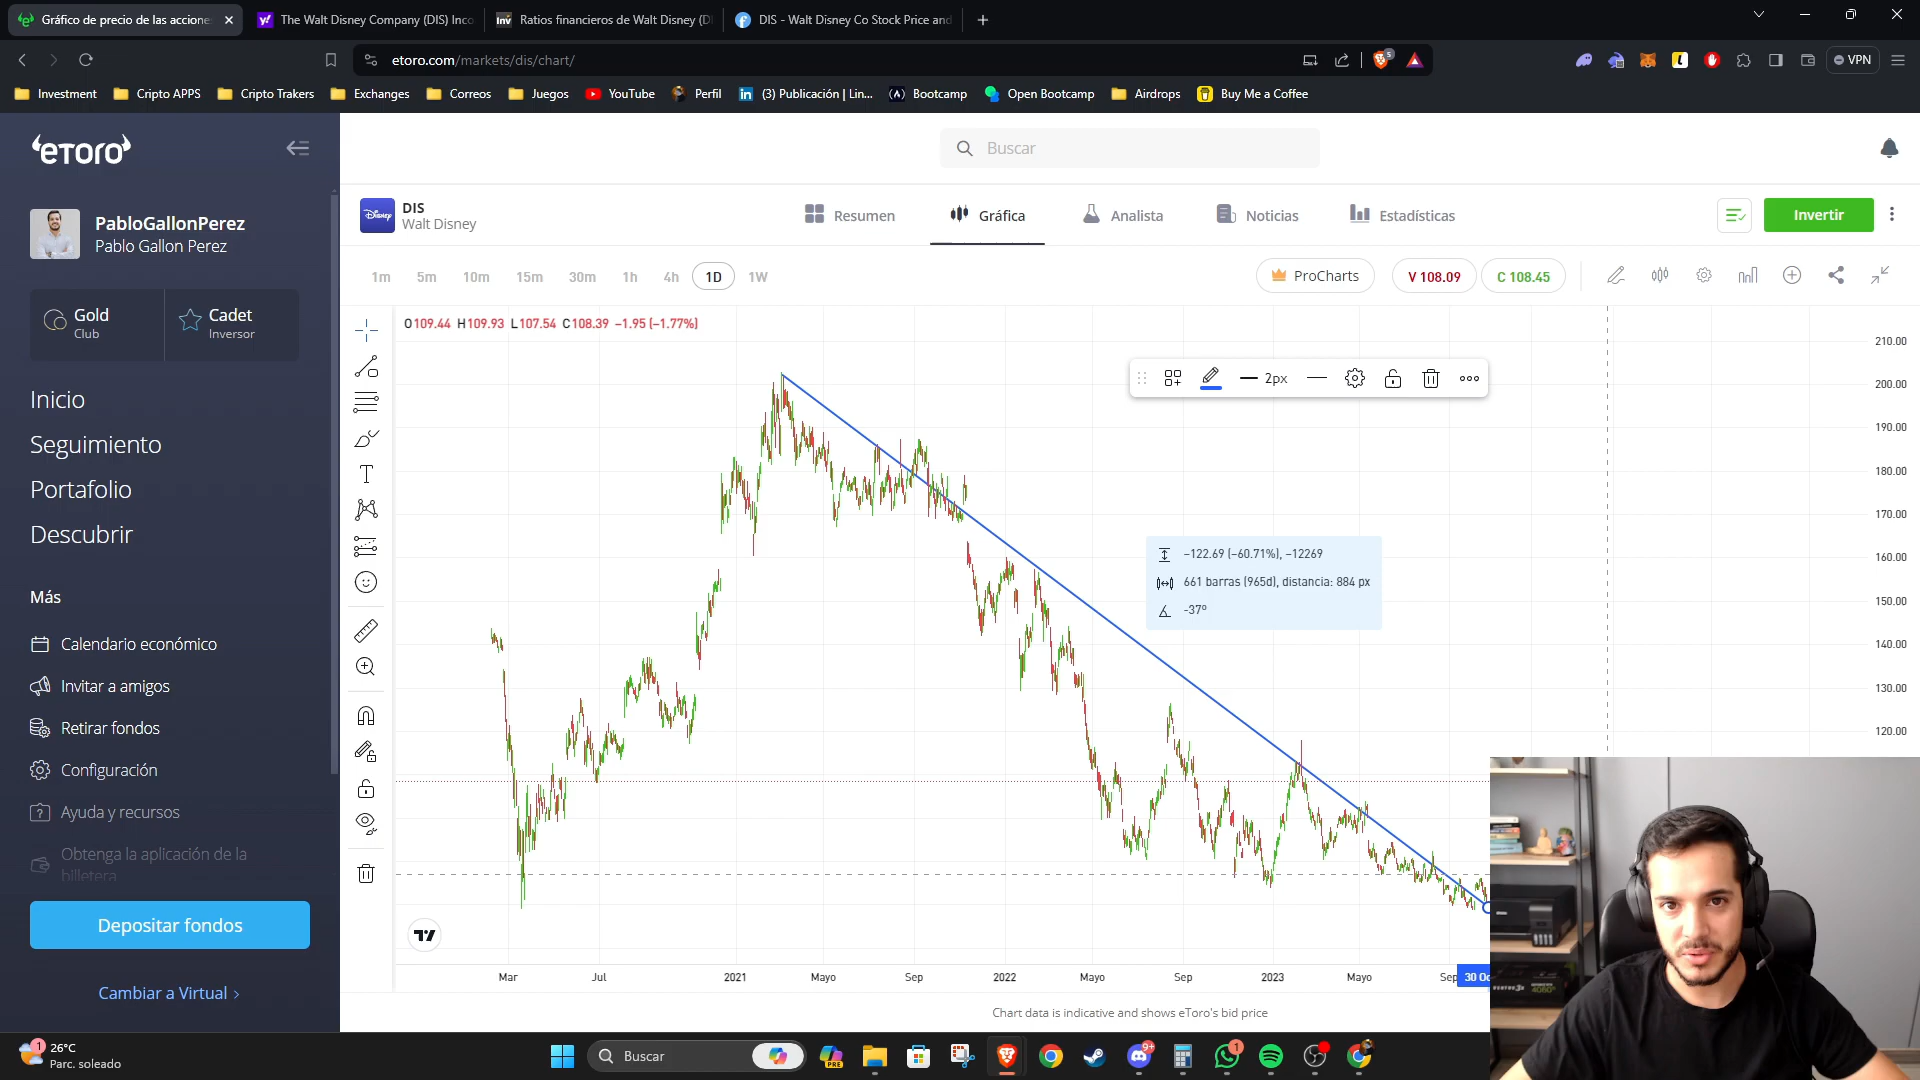 Gráfico de precio de las accione
The Walt Disney Company (DIS) Inco
Ratios financieros de Walt Disney (D
DIS - Walt Disney Co Stock Price and
etoro.com/markets/dis/chart/
VPN
Investment
Cripto APPS
Cripto Trakers
Exchanges
Correos
Juegos
YouTube
Perfil
(3) Publicación | Lin...
Bootcamp
Open Bootcamp
Airdrops
Buy Me a Coffee
eToro
Buscar
PabloGallonPerez
Pablo Gallon Perez
Gold
Club
Cadet
Inversor
Inicio
Seguimiento
Portafolio
Descubrir
Más
Calendario económico
Invitar a amigos
Retirar fondos
Configuración
Ayuda y recursos
Obtenga la aplicación de la
billetera
Depositar fondos
Cambiar a Virtual >
Disney
DIS
Walt Disney
Resumen
Gráfica
Analista
Noticias
Estadísticas
Invertir
1m
5m
10m
15m
30m
1h
4h
1D
1W
ProCharts
V 108.09
C 108.45
O109.44 H109.93 L107.54 C108.39 −1.95 (−1.77%)
2px
−122.69 (−60.71%), −12269
661 barras (965d), distancia: 884 px
-37º
210.00
200.00
190.00
180.00
170.00
160.00
150.00
140.00
130.00
120.00
Mar
Jul
2021
Mayo
Sep
2022
Mayo
Sep
2023
Mayo
Sep
30 Oc
Chart data is indicative and shows eToro's bid price
1
26°C
Parc. soleado
Buscar
PRE
9+
1